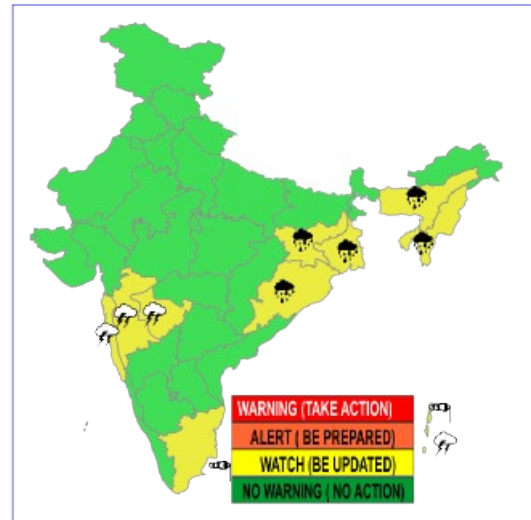 WARNING (TAKE ACTION)
ALERT ( BE PREPARED)
WATCH (BE UPDATED)
NO WARNING ( NO ACTION)